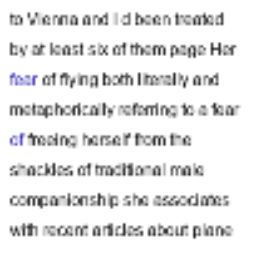 to Vienna and I d been treated
by at least six of them page Her
fear of flying both literally and
metaphorically referring to a fear
of freeing herself from the
shackles of traditional male
companionship she associates
with recent articles about plane